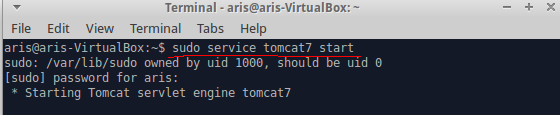 Terminal - aris@aris-VirtualBox: ~
File Edit View Terminal Tabs Help
aris@aris-VirtualBox:~$ sudo service tomcat7 start
sudo: /var/lib/sudo owned by uid 1000, should be uid 0
[sudo] password for aris:
 * Starting Tomcat servlet engine tomcat7